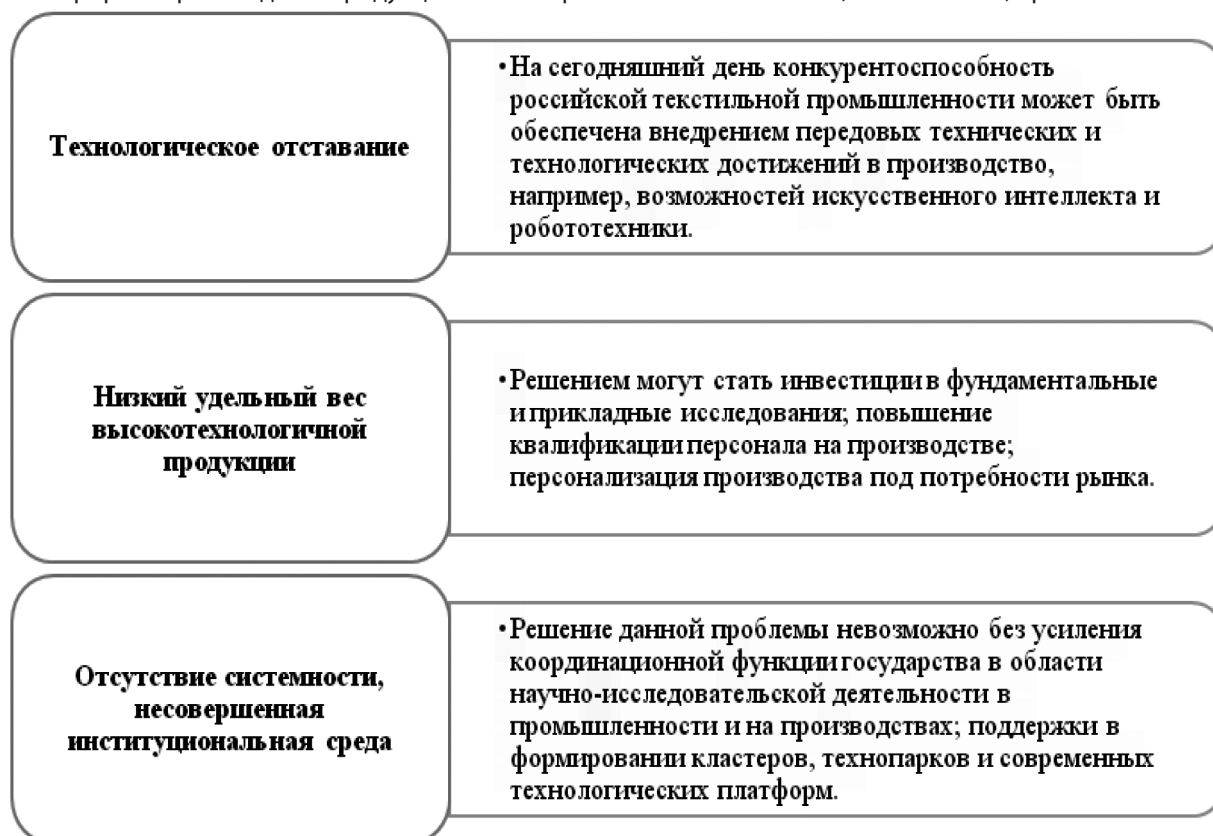 Технологическое отставание
•На сегодняшний день конкурентоспособность
российской текстильной промышленности может быть
обеспечена внедрением передовых технических и
технологических достижений в производство,
например, возможностей искусственного интеллекта и
робототехники.
Низкий удельный вес
высокотехнологичной
продукции
•Решением могут стать инвестиции в фундаментальные
и прикладные исследования; повышение
квалификации персонала на производстве;
персонализация производства под потребности рынка.
Отсутствие системности,
несовершенная
институциональная среда
•Решение данной проблемы невозможно без усиления
координационной функции государства в области
научно-исследовательской деятельности в
промышленности и на производствах; поддержки в
формировании кластеров, технопарков и современных
технологических платформ.